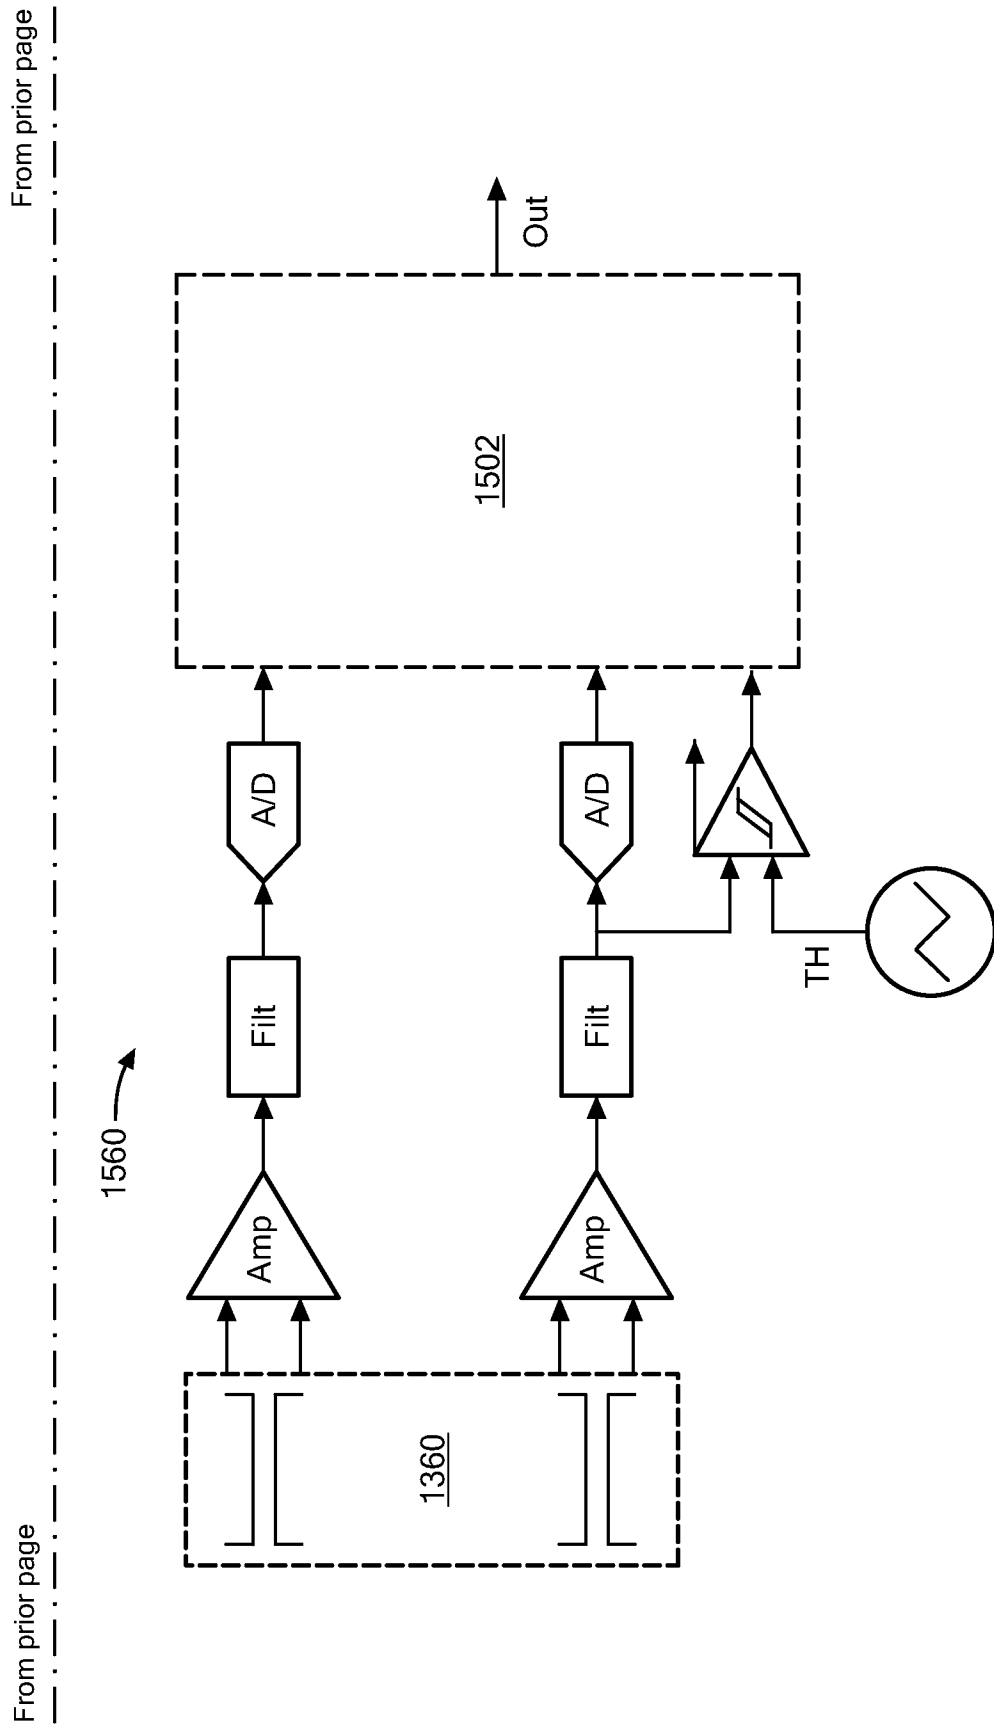 From prior page
From prior page
1560
1360
Amp
Filt
A/D
Amp
Filt
A/D
TH
1502
Out